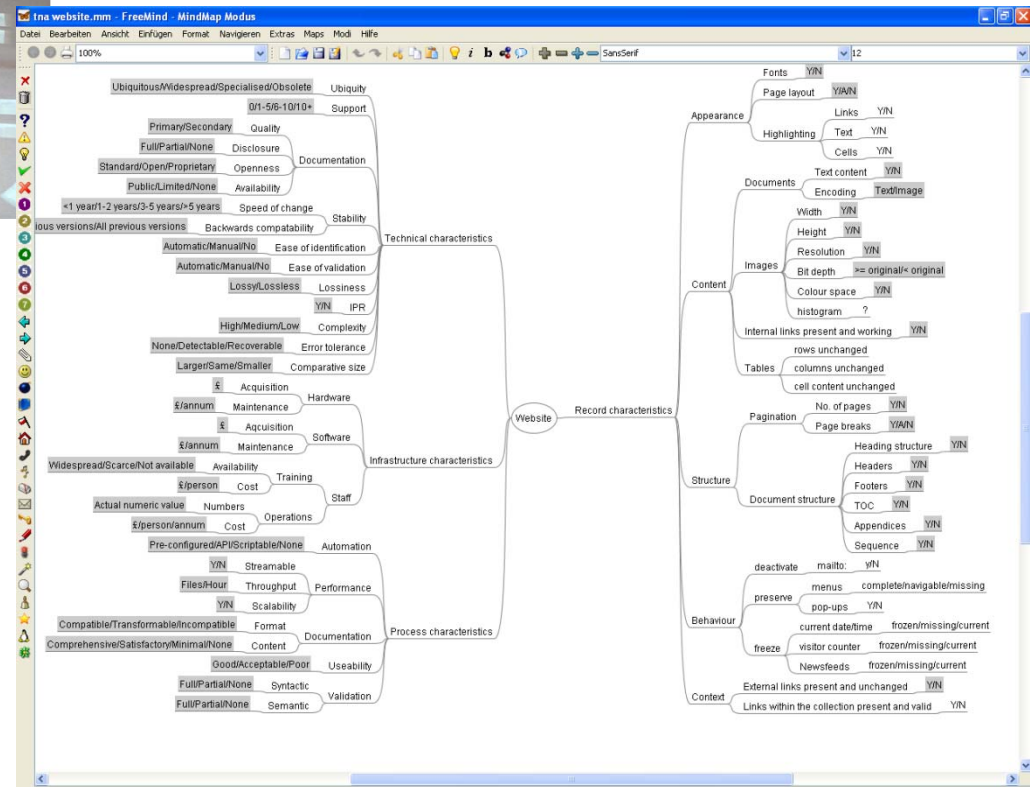 tna website.mm - FreeMind - MindMap Modus
Datei Bearbeiten Ansicht Einfügen Format Navigieren Extras Maps Modi Hilfe
100% SansSerif 12
Ubiquitous/Widespread/Specialised/Obsolete Ubiquity
0/1-5/6-10/10+ Support
Primary/Secondary Quality
Full/Partial/None Disclosure
Documentation
Standard/Open/Proprietary Openness
Public/Limited/None Availability
<1 year/1-2 years/3-5 years/>5 years Speed of change
Stability
ious versions/All previous versions Backwards compatability
Technical characteristics
Automatic/Manual/No Ease of identification
Automatic/Manual/No Ease of validation
Lossy/Lossless Lossiness
Y/N IPR
High/Medium/Low Complexity
None/Detectable/Recoverable Error tolerance
Larger/Same/Smaller Comparative size
£ Acquisition
Hardware
£/annum Maintenance
£ Aqcuisition
Software
£/annum Maintenance
Infrastructure characteristics
Widespread/Scarce/Not available Availability
Training
£/person Cost
Staff
Actual numeric value Numbers
Operations
£/person/annum Cost
Pre-configured/API/Scriptable/None Automation
Y/N Streamable
Files/Hour Throughput
Performance
Y/N Scalability
Compatible/Transformable/Incompatible Format
Documentation
Process characteristics
Comprehensive/Satisfactory/Minimal/None Content
Good/Acceptable/Poor Useability
Full/Partial/None Syntactic
Validation
Full/Partial/None Semantic
Website
Record characteristics
Fonts Y/N
Page layout Y/A/N
Appearance
Links Y/N
Highlighting
Text Y/N
Cells Y/N
Text content Y/N
Documents
Encoding Text/Image
Width Y/N
Height Y/N
Resolution Y/N
Images
Bit depth >= original/< original
Content
Colour space Y/N
histogram ?
Internal links present and working Y/N
rows unchanged
Tables
columns unchanged
cell content unchanged
No. of pages Y/N
Pagination
Page breaks Y/A/N
Heading structure Y/N
Headers Y/N
Structure
Footers Y/N
Document structure
TOC Y/N
Appendices Y/N
Sequence Y/N
deactivate mailto: y/N
menus complete/navigable/missing
preserve
pop-ups Y/N
Behaviour
current date/time frozen/missing/current
freeze
visitor counter frozen/missing/current
Newsfeeds frozen/missing/current
External links present and unchanged Y/N
Context
Links within the collection present and valid Y/N